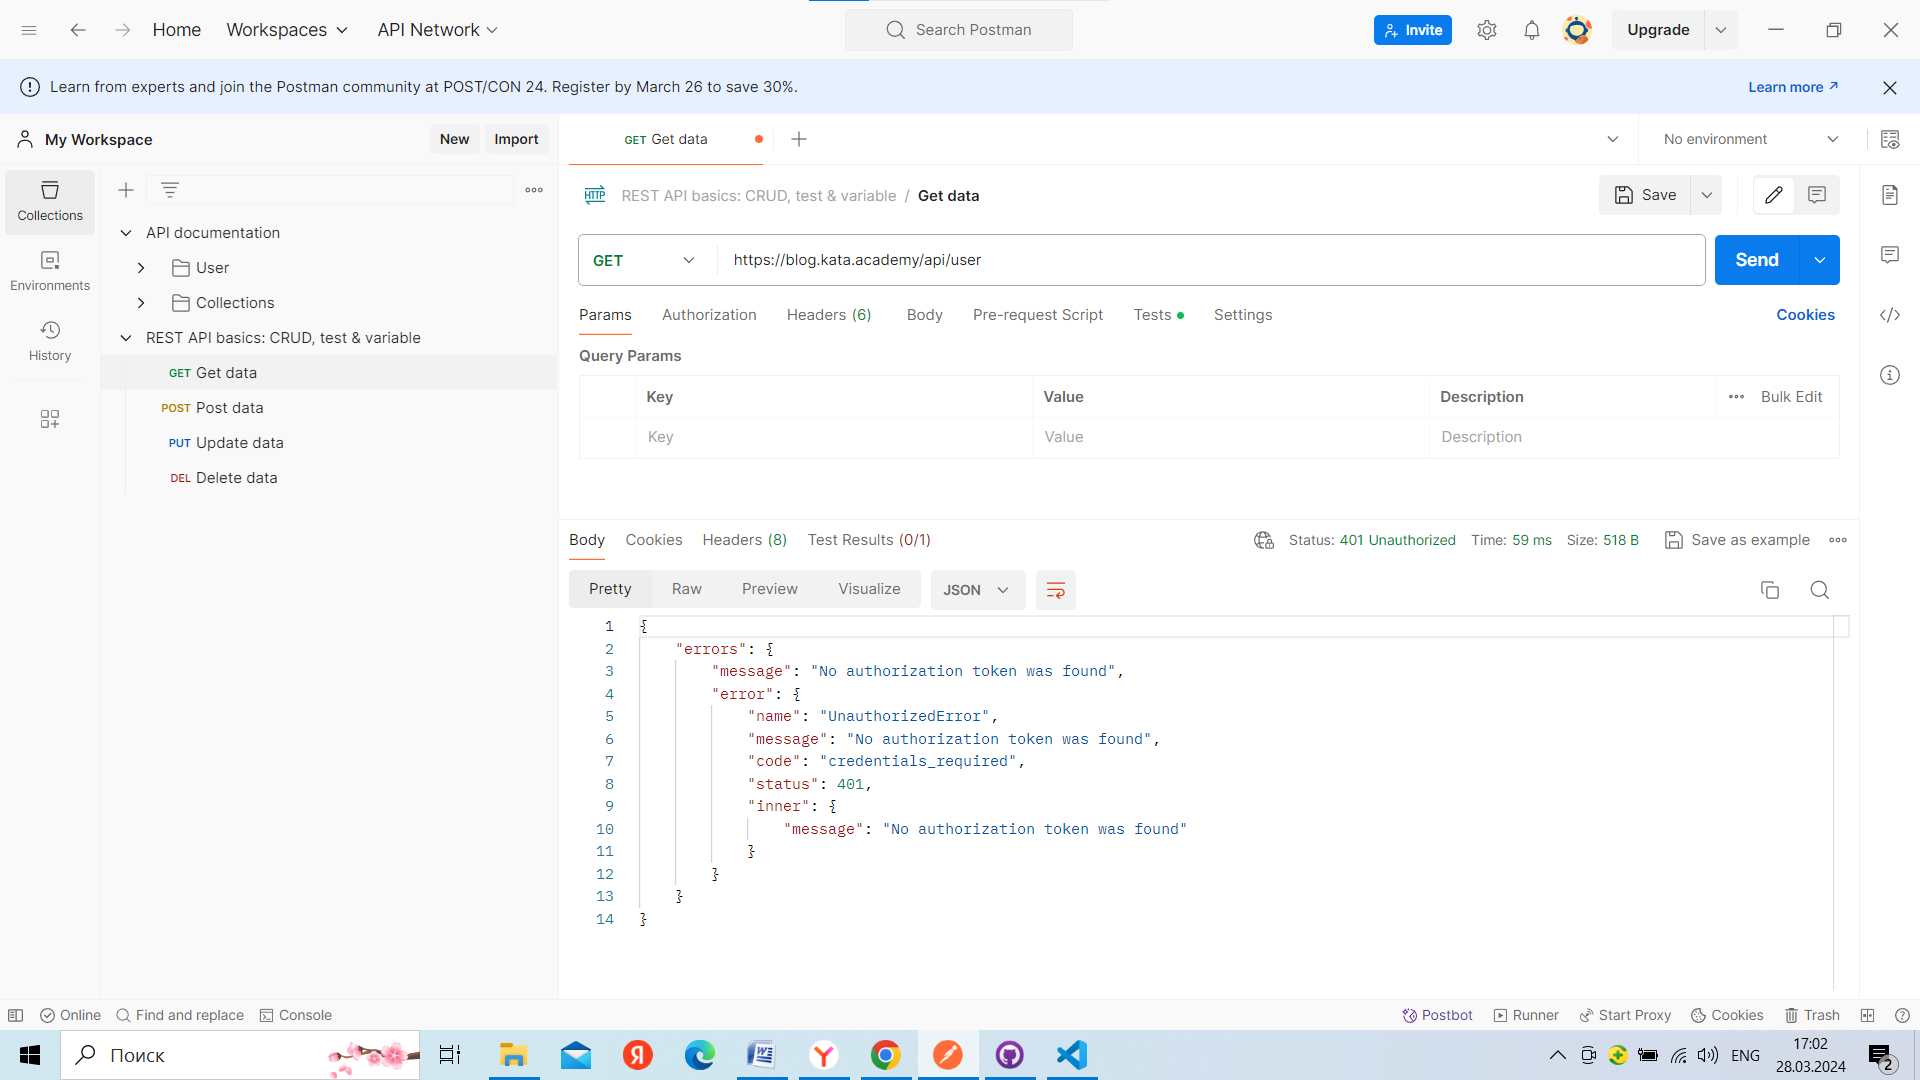 Home Workspaces API Network Search Postman Invite Upgrade
Learn from experts and join the Postman community at POST/CON 24. Register by March 26 to save 30%. Learn more
My Workspace New Import GET Get data No environment
Collections
Environments
History
API documentation
User
Collections
REST API basics: CRUD, test & variable
GET Get data
POST Post data
PUT Update data
DEL Delete data
HTTP REST API basics: CRUD, test & variable / Get data Save
GET https://blog.kata.academy/api/user Send
Params Authorization Headers (6) Body Pre-request Script Tests Settings Cookies
Query Params
Key Value Description Bulk Edit
Key Value Description
Body Cookies Headers (8) Test Results (0/1) Status: 401 Unauthorized Time: 59 ms Size: 518 B Save as example
Pretty Raw Preview Visualize JSON
1 {
2 "errors": {
3 "message": "No authorization token was found",
4 "error": {
5 "name": "UnauthorizedError",
6 "message": "No authorization token was found",
7 "code": "credentials_required",
8 "status": 401,
9 "inner": {
10 "message": "No authorization token was found"
11 }
12 }
13 }
14 }
Online Find and replace Console Postbot Runner Start Proxy Cookies Trash
Поиск ENG 17:02
28.03.2024 2